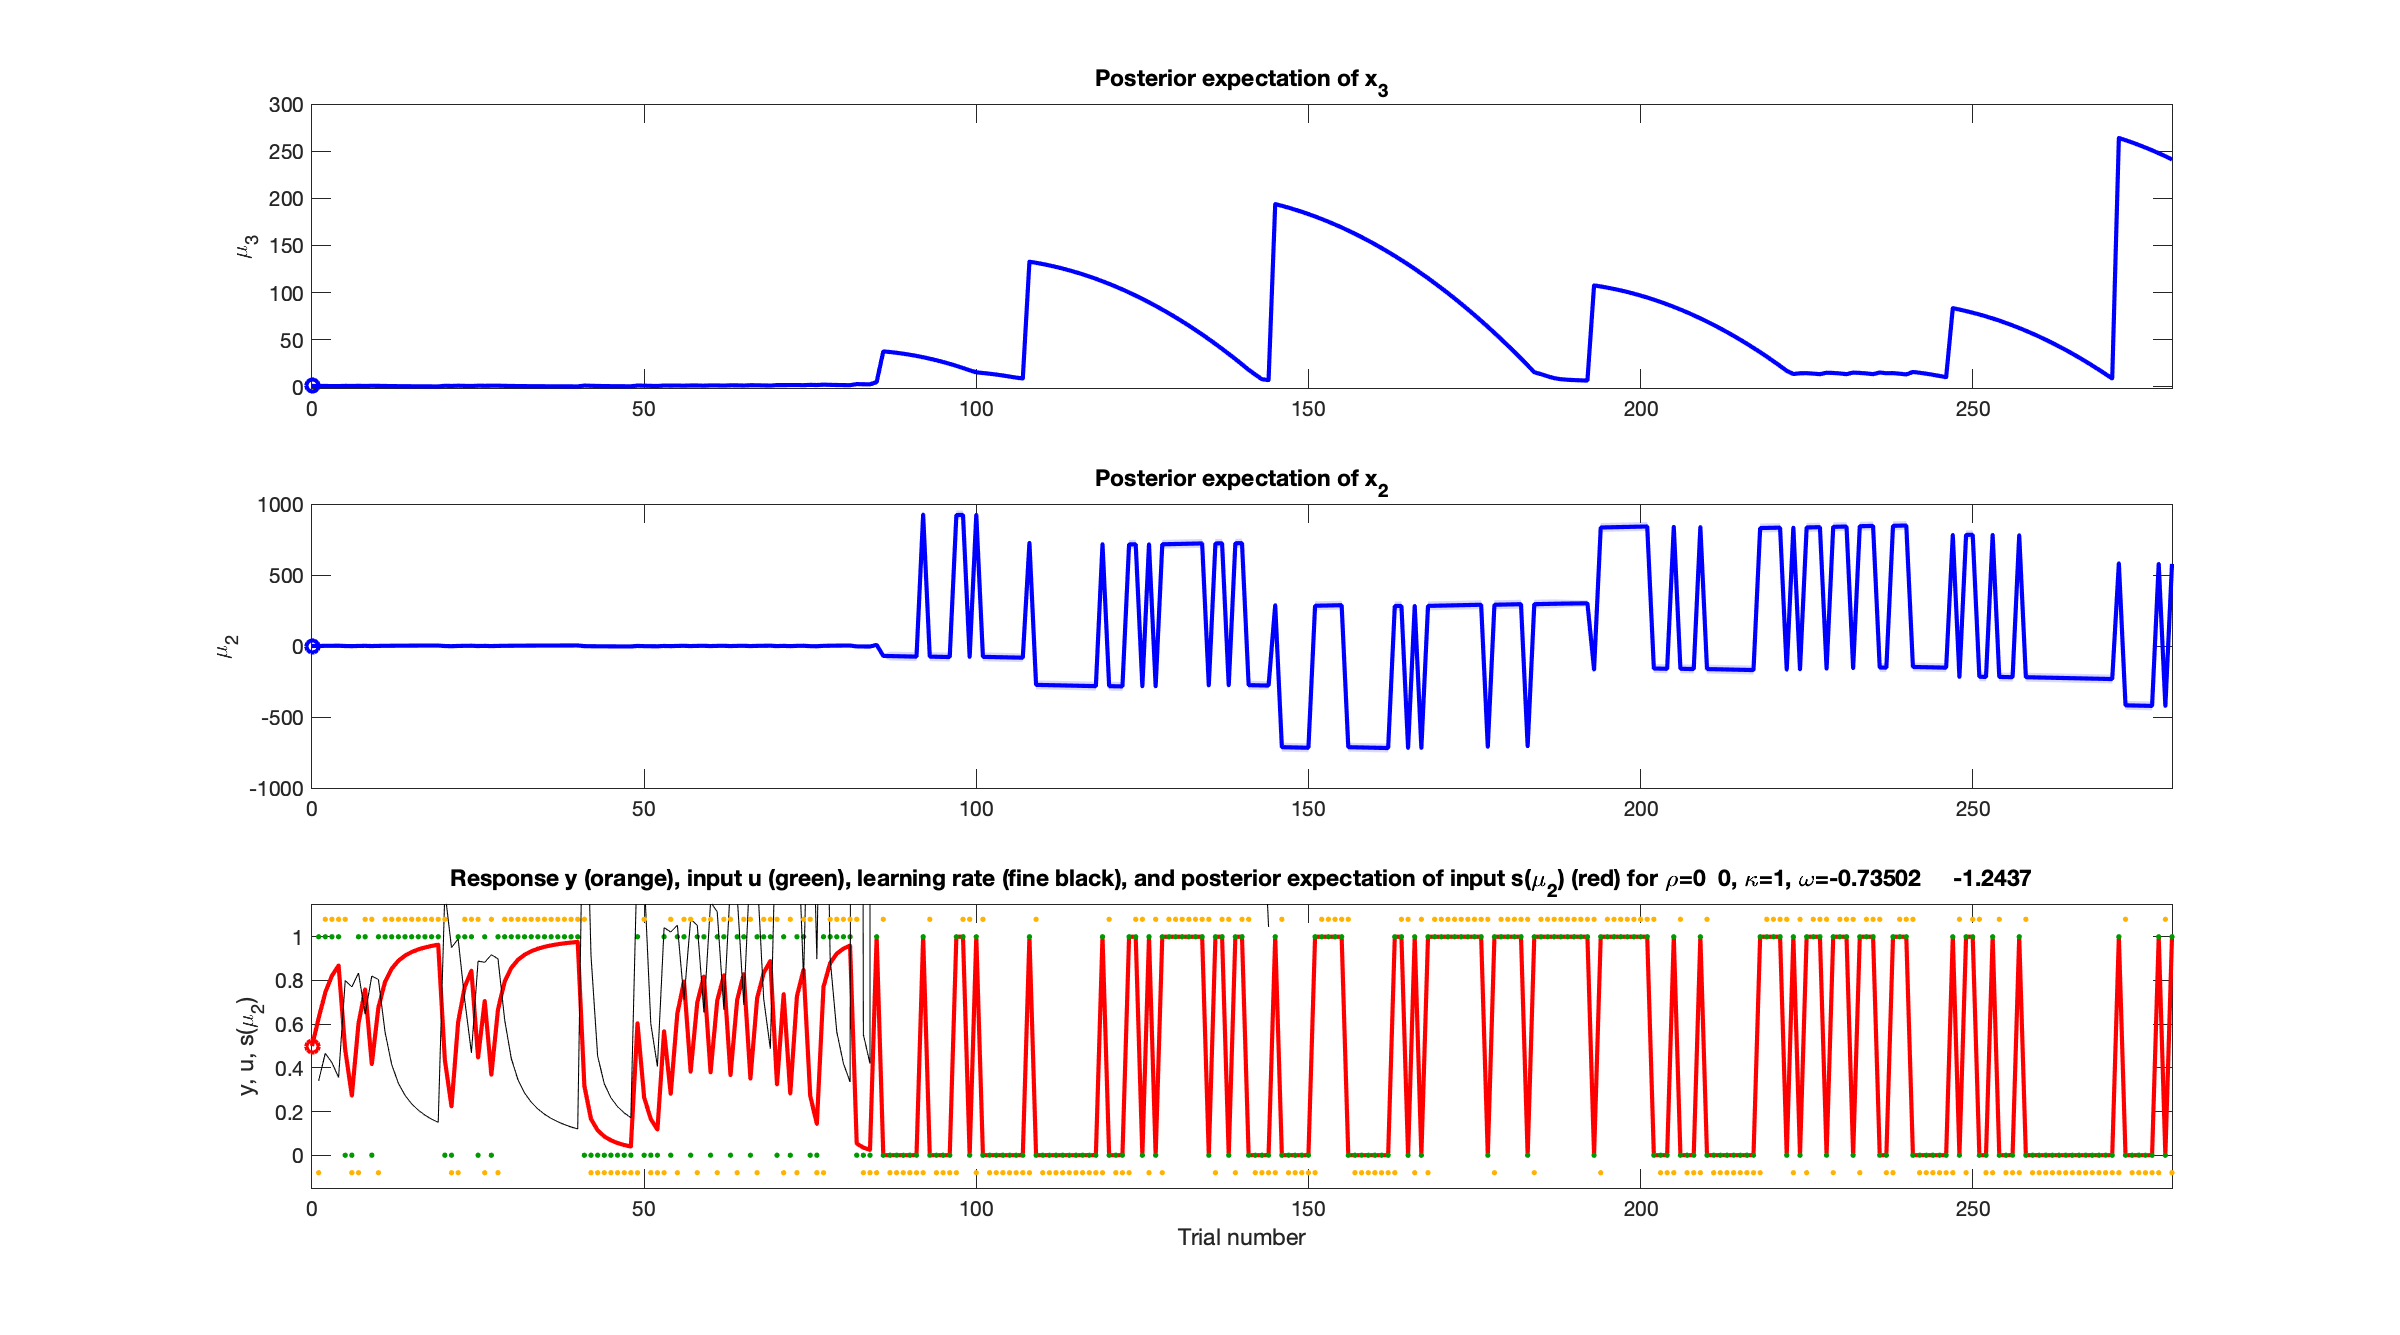 Posterior expectation of x3
300
250
200
150
100
50
0
μ3
0 50 100 150 200 250
Posterior expectation of x2
1000
500
0
-500
-1000
μ2
0 50 100 150 200 250
Response y (orange), input u (green), learning rate (fine black), and posterior expectation of input s(μ2) (red) for ρ=0 0, κ=1, ω=-0.73502 -1.2437
1
0.8
0.6
0.4
0.2
0
y, u, s(μ2)
0 50 100 150 200 250
Trial number